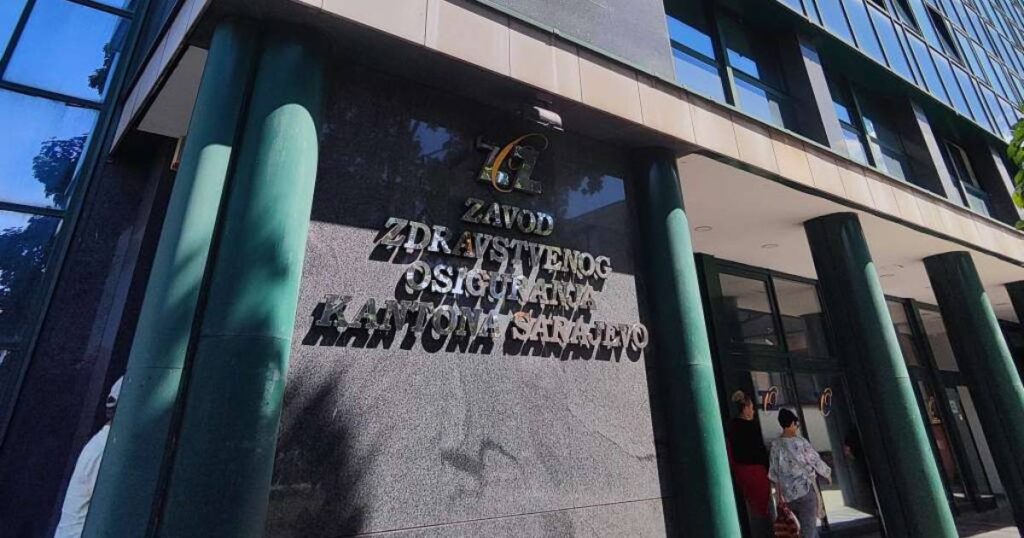 ZAVOD
ZDRAVSTVENOG
OSIGURANJA
KANTONA SARAJEVO